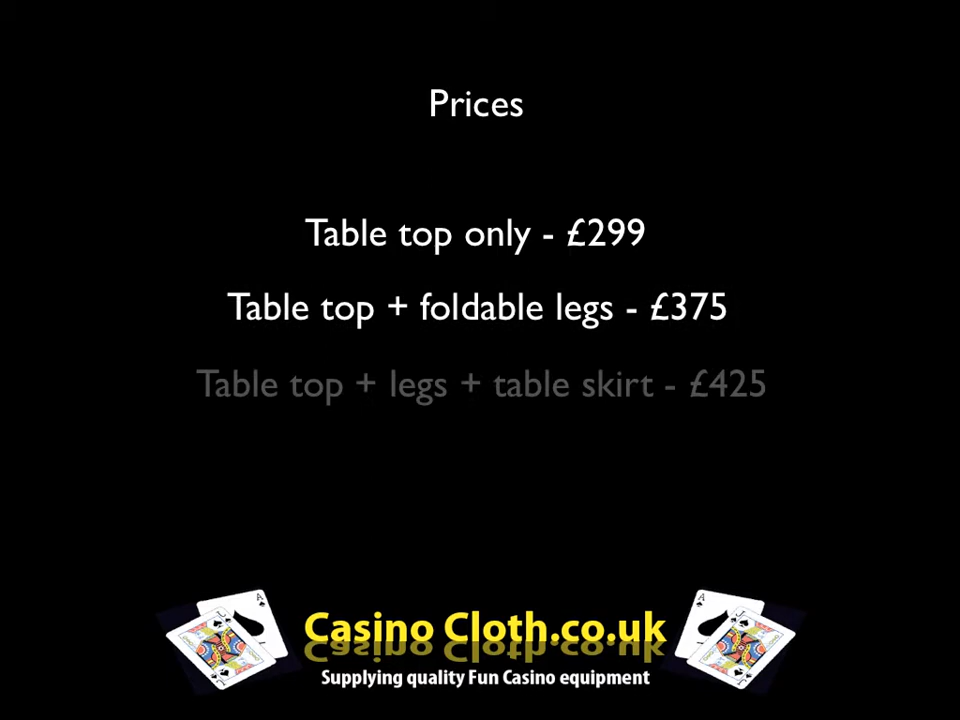 Prices
Table top only - £299
Table top + foldable legs - £375
Table top + legs + table skirt - £425
A
J
A
J
Casino Cloth.co.uk
Supplying quality Fun Casino equipment